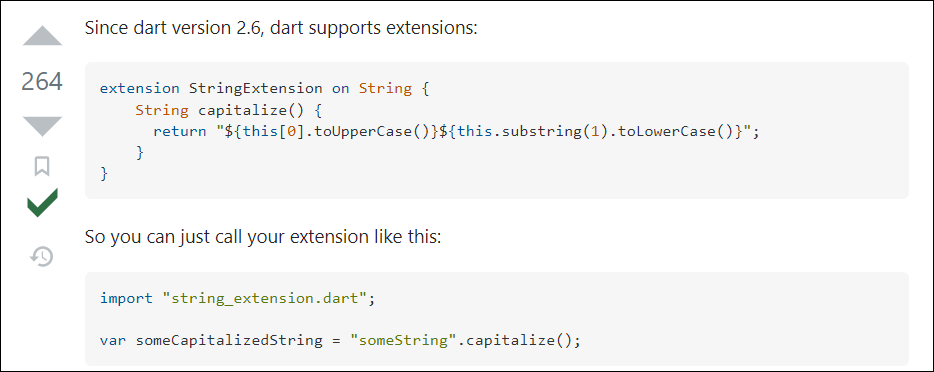 Since dart version 2.6, dart supports extensions:
264
extension StringExtension on String {
    String capitalize() {
      return "${this[0].toUpperCase()}${this.substring(1).toLowerCase()}";
    }
}
So you can just call your extension like this:
import "string_extension.dart";
var someCapitalizedString = "someString".capitalize();